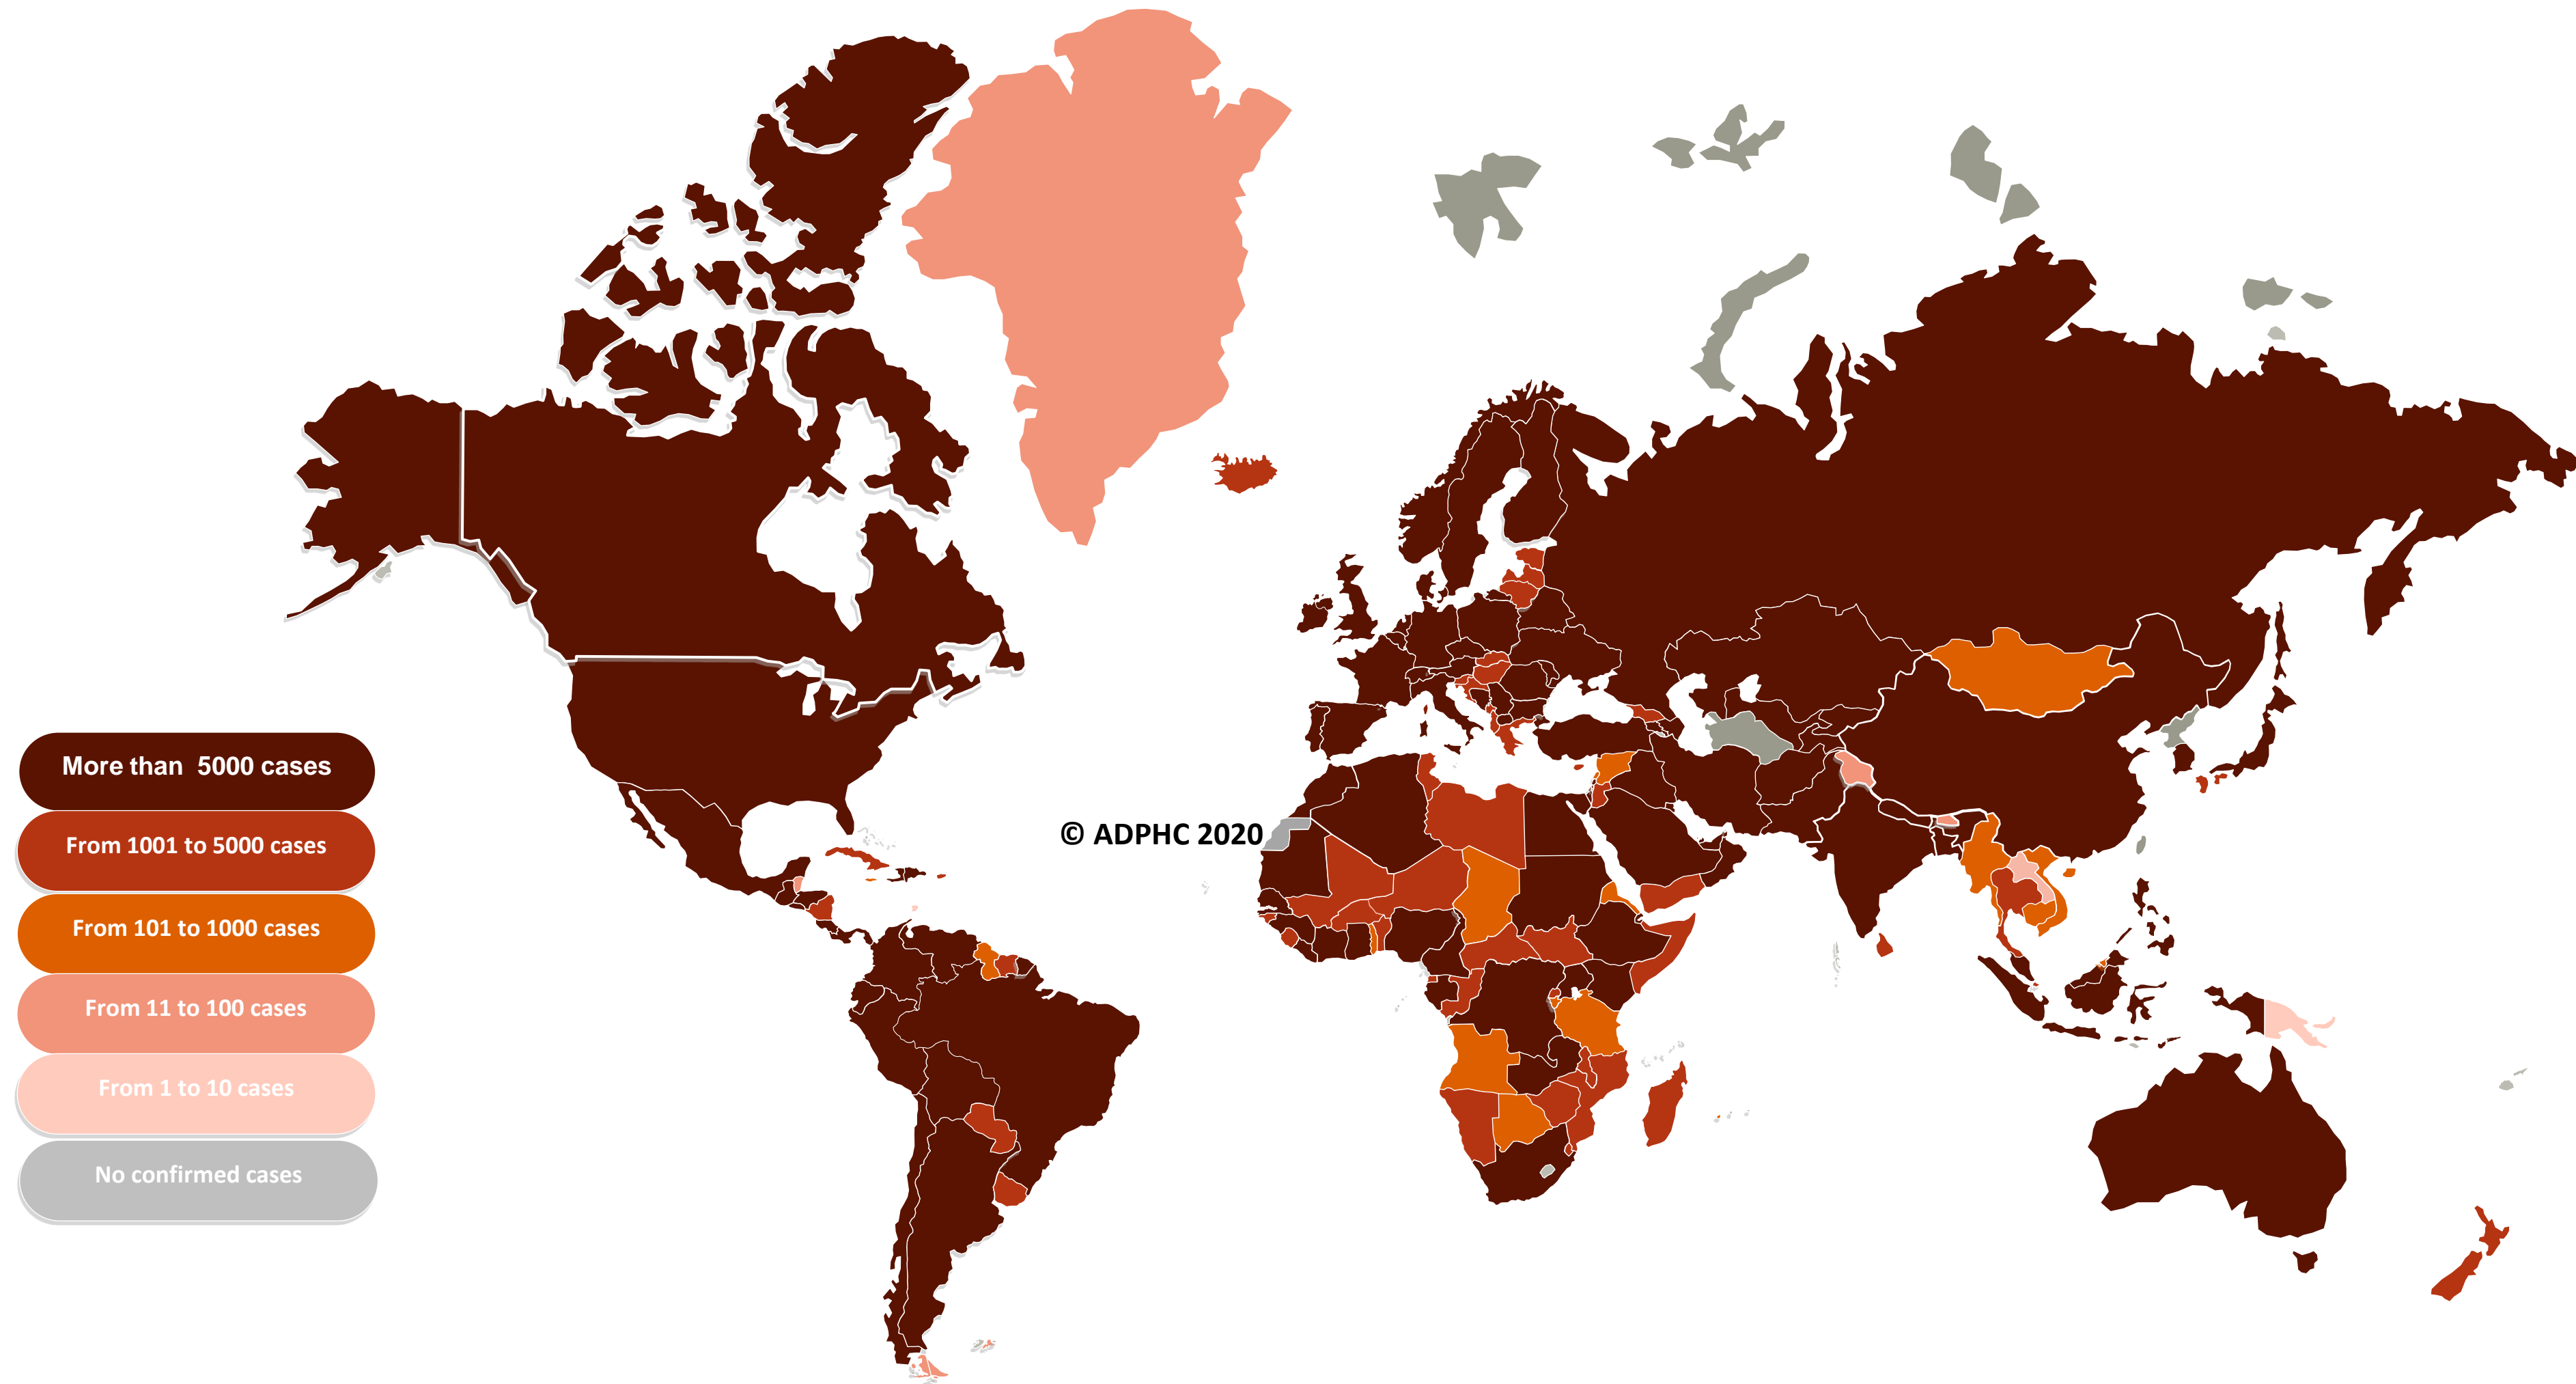 More than  5000 cases
From 1001 to 5000 cases
© ADPHC 2020
From 101 to 1000 cases
From 11 to 100 cases
From 1 to 10 cases
No confirmed cases